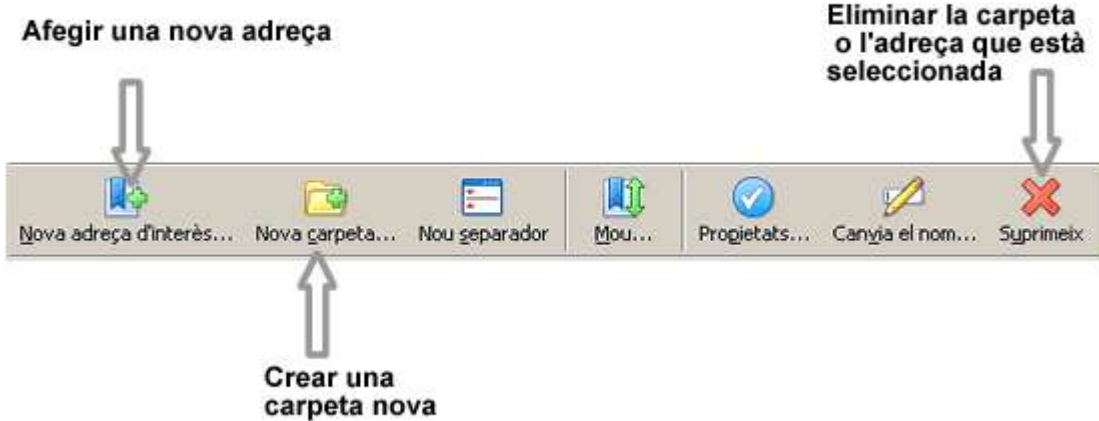 Afegir una nova adreça
Eliminar la carpeta
o l'adreça que està
seleccionada
Nova adreça d'interès... Nova carpeta... Nou separador Mou... Propietats... Canvia el nom... Suprimeix
Crear una
carpeta nova